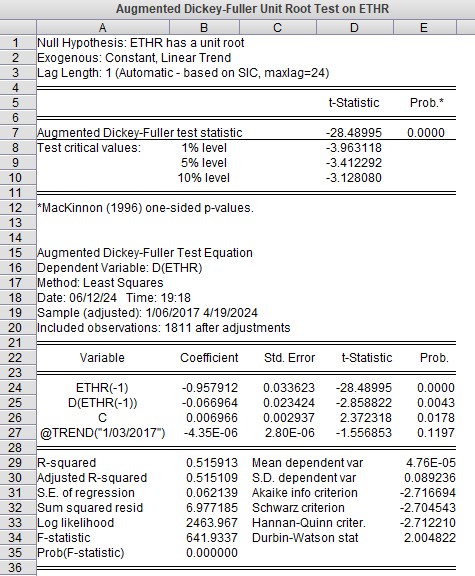 Augmented Dickey-Fuller Unit Root Test on ETHR
A B C D E
1 Null Hypothesis: ETHR has a unit root
2 Exogenous: Constant, Linear Trend
3 Lag Length: 1 (Automatic - based on SIC, maxlag=24)
4
5 t-Statistic Prob.*
6
7 Augmented Dickey-Fuller test statistic -28.48995 0.0000
8 Test critical values: 1% level -3.963118
9 5% level -3.412292
10 10% level -3.128080
11
12 *MacKinnon (1996) one-sided p-values.
13
14
15 Augmented Dickey-Fuller Test Equation
16 Dependent Variable: D(ETHR)
17 Method: Least Squares
18 Date: 06/12/24 Time: 19:18
19 Sample (adjusted): 1/06/2017 4/19/2024
20 Included observations: 1811 after adjustments
21
22 Variable Coefficient Std. Error t-Statistic Prob.
23
24 ETHR(-1) -0.957912 0.033623 -28.48995 0.0000
25 D(ETHR(-1)) -0.066964 0.023424 -2.858822 0.0043
26 C 0.006966 0.002937 2.372318 0.0178
27 @TREND("1/03/2017") -4.35E-06 2.80E-06 -1.556853 0.1197
28
29 R-squared 0.515913 Mean dependent var 4.76E-05
30 Adjusted R-squared 0.515109 S.D. dependent var 0.089236
31 S.E. of regression 0.062139 Akaike info criterion -2.716694
32 Sum squared resid 6.977185 Schwarz criterion -2.704543
33 Log likelihood 2463.967 Hannan-Quinn criter. -2.712210
34 F-statistic 641.9337 Durbin-Watson stat 2.004822
35 Prob(F-statistic) 0.000000
36